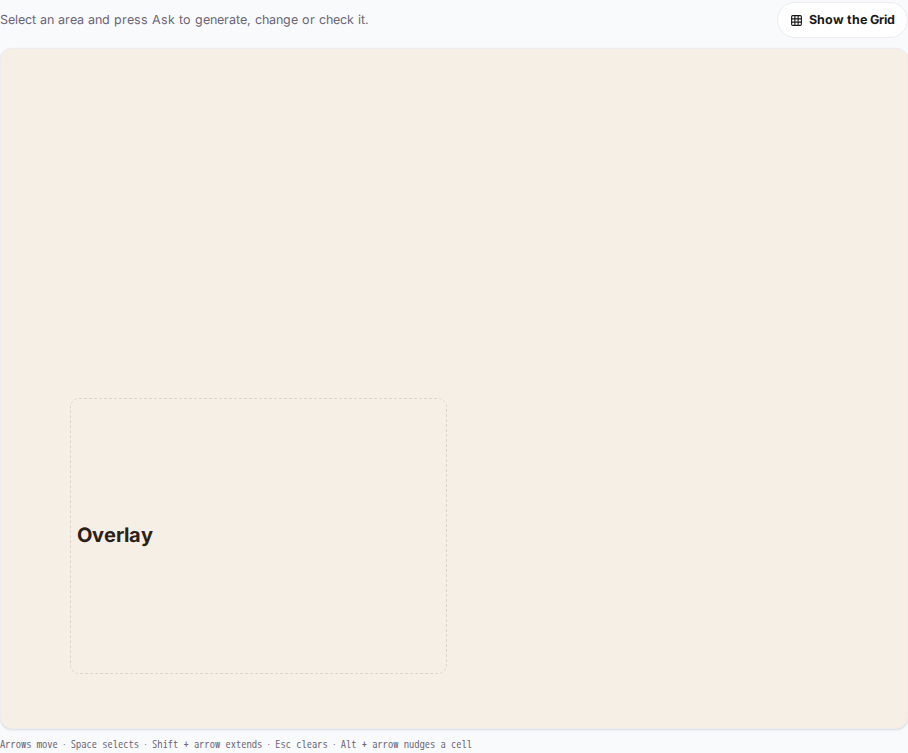 Select an area and press Ask to generate, change or check it.
Show the Grid
Overlay
Arrows move · Space selects · Shift + arrow extends · Esc clears · Alt + arrow nudges a cell